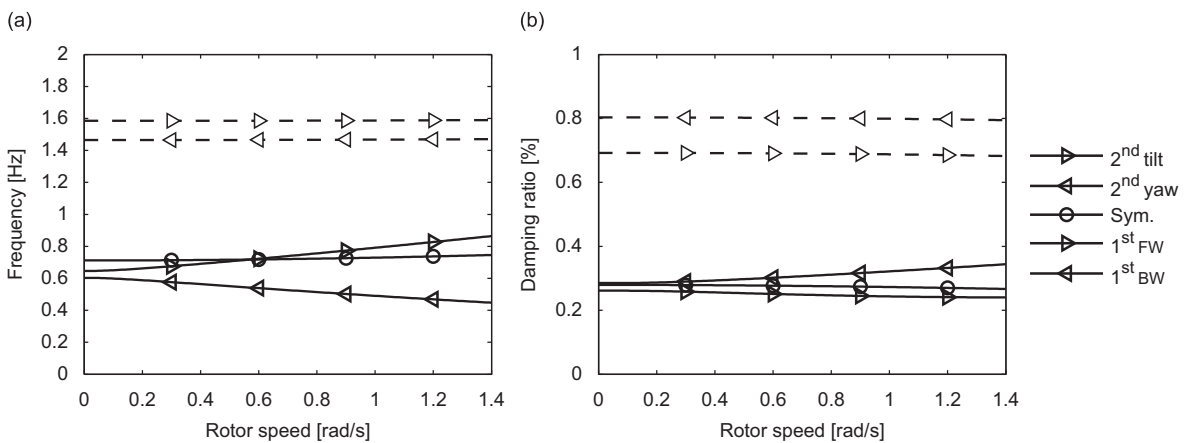 (a)
2
1.8
1.6
1.4
1.2
1
0.8
0.6
0.4
0.2
0
Frequency [Hz]
0 0.2 0.4 0.6 0.8 1 1.2 1.4
Rotor speed [rad/s]
(b)
1
0.8
0.6
0.4
0.2
0
Damping ratio [%]
0 0.2 0.4 0.6 0.8 1 1.2 1.4
Rotor speed [rad/s]
2nd tilt
2nd yaw
Sym.
1st FW
1st BW